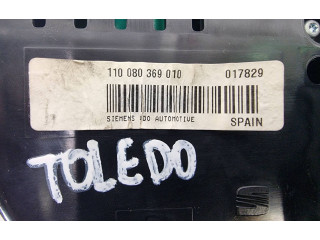 110 080 369 010 017829
SIEMENS VDO AUTOMOTIVE SPAIN
TOLEDO